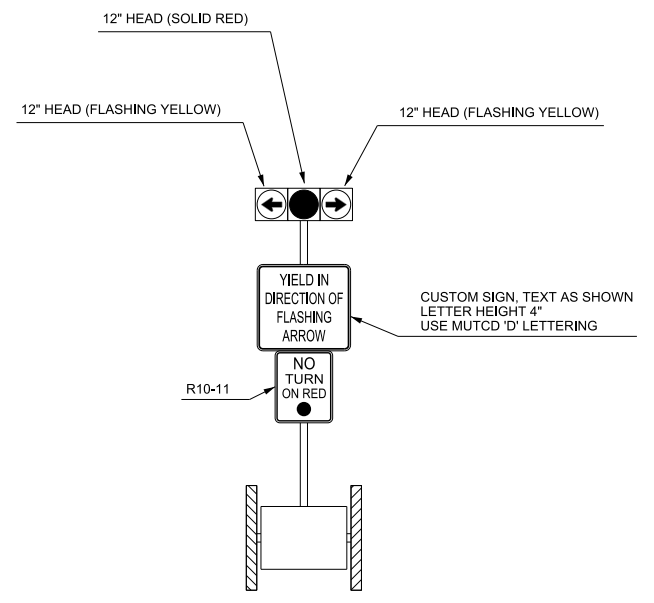 12" HEAD (SOLID RED)
12" HEAD (FLASHING YELLOW)
12" HEAD (FLASHING YELLOW)
YIELD IN
DIRECTION OF
FLASHING
ARROW
CUSTOM SIGN, TEXT AS SHOWN
LETTER HEIGHT 4"
USE MUTCD 'D' LETTERING
NO
TURN
ON RED
R10-11